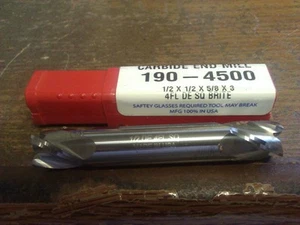 CARBIDE END MILL
190-4500
1/2 X 1/2 X 5/8 X 3
4FL DE SQ BRITE
SAFTEY GLASSES REQUIRED TOOL MAY BREAK
MFG 100% IN USA